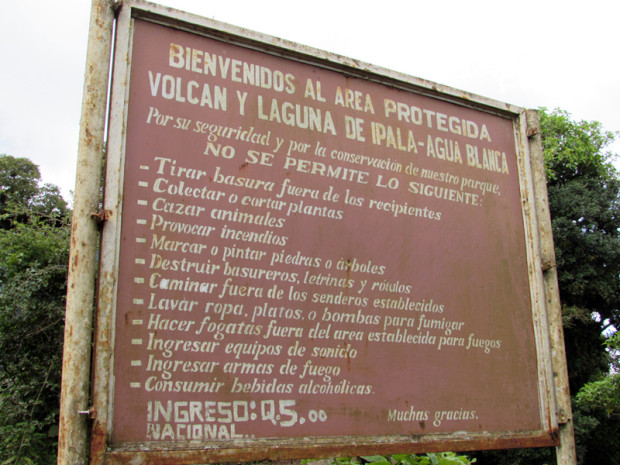 BIENVENIDOS AL AREA PROTEGIDA
VOLCAN Y LAGUNA DE IPALA-AGUA BLANCA
Por su seguridad y por la conservación de nuestro parque,
NO SE PERMITE LO SIGUIENTE:
- Tirar basura fuera de los recipientes
- Colectar o cortar plantas
- Cazar animales
- Provocar incendios
- Marcar o pintar piedras o árboles
- Destruir basureros, letrinas y rótulos
- Caminar fuera de los senderos establecidos
- Lavar ropa, platos, o bombas para fumigar
- Hacer fogatas fuera del area establecida para fuegos
- Ingresar equipos de sonido
- Ingresar armas de fuego
- Consumir bebidas alcohólicas.
INGRESO: Q.5.00 Muchas gracias.
NACIONAL..